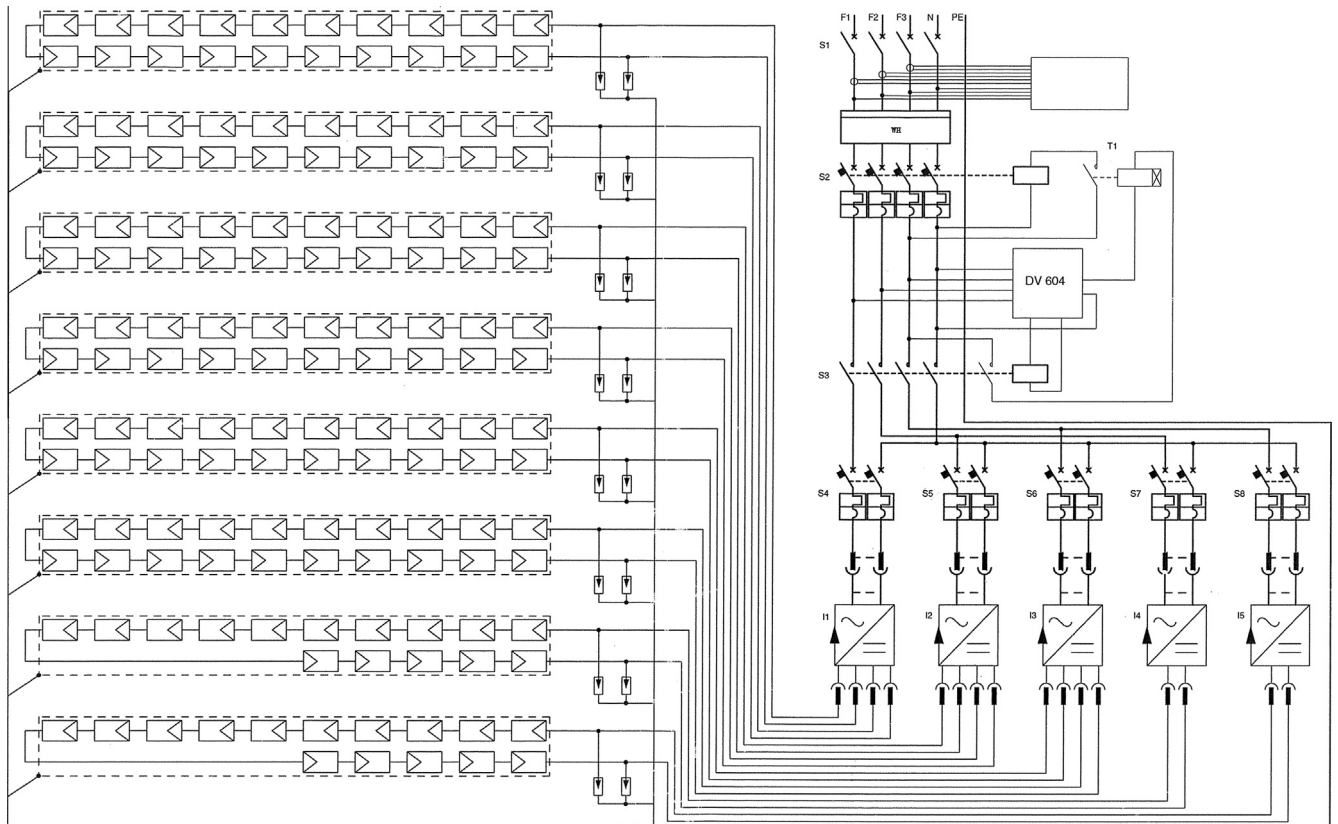 F1 F2 F3 N PE
S1
WH
T1
S2
DV 604
S3
S4 S5 S6 S7 S8
I1 I2 I3 I4 I5